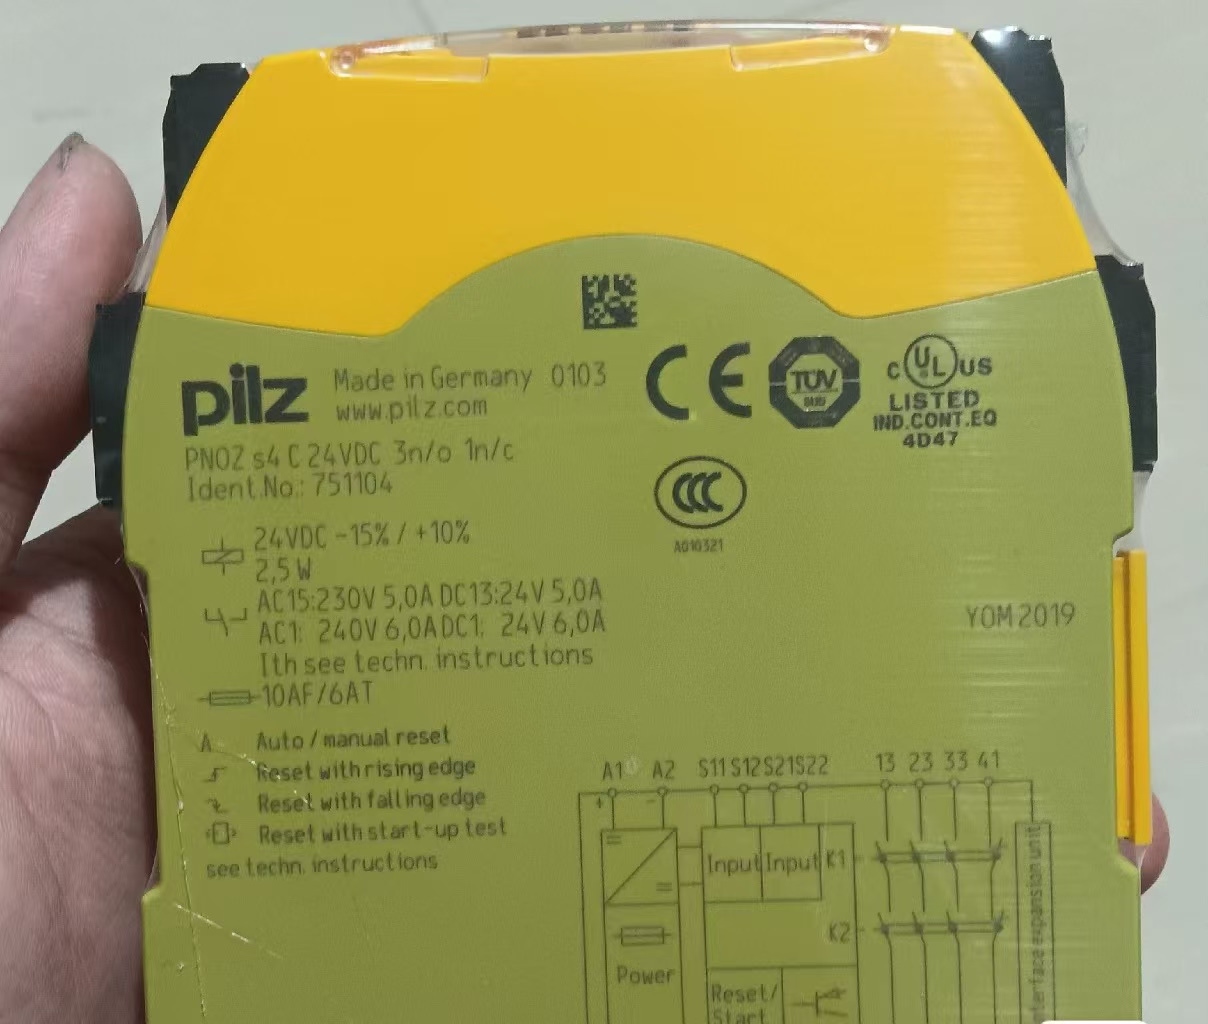 pilz Made in Germany 0103
www.pilz.com
PNOZ s4 C 24VDC 3n/o 1n/c
Ident.No.: 751104
CE
TÜV
SÜD
C UL US
LISTED
IND.CONT.EQ
4D47
CCC
A010321
24VDC -15% / +10%
2,5 W
AC15:230V 5,0A DC13:24V 5,0A
AC1: 240V 6,0A DC1: 24V 6,0A
Ith see techn. instructions
10AF/6AT
YOM 2019
A Auto / manual reset
Reset with rising edge
Reset with falling edge
Reset with start-up test
see techn. instructions
A1 A2 S11 S12 S21 S22 13 23 33 41
+ -
Input Input K1
K2
Power
Reset/
Start
terface expansion unit